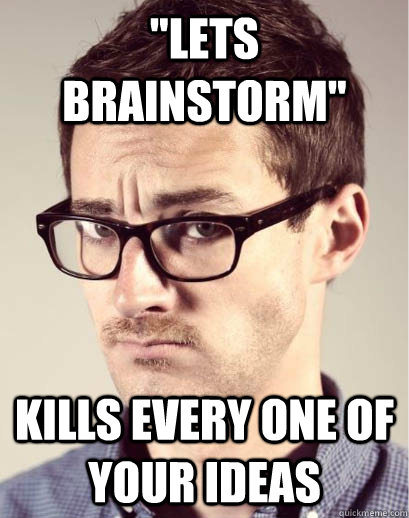 "LETS
BRAINSTORM"
KILLS EVERY ONE OF
YOUR IDEAS
quickmeme.com